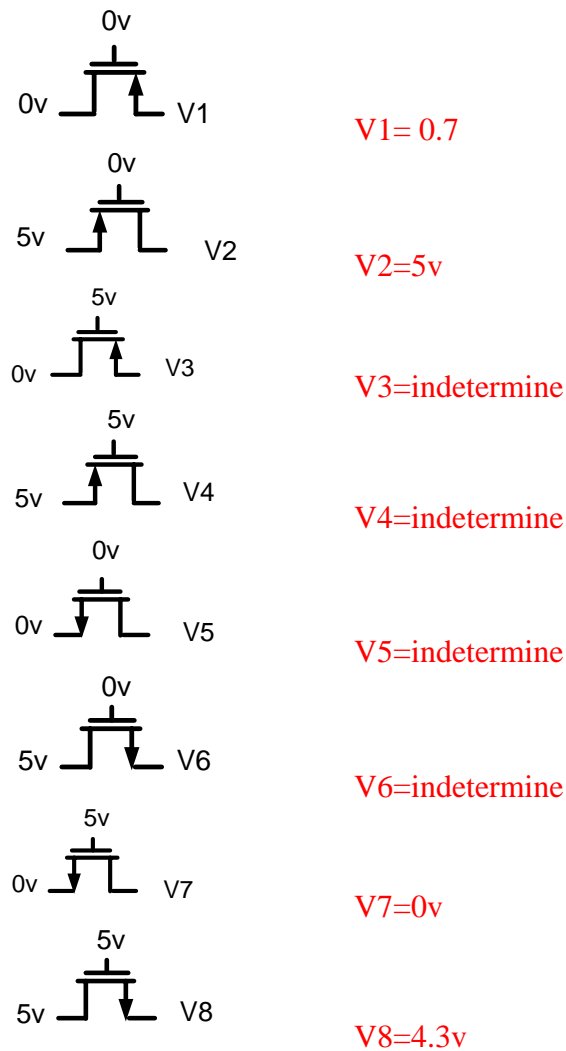 0v
0v V1
V1= 0.7
0v
5v V2
V2=5v
5v
0v V3
V3=indetermine
5v
5v V4
V4=indetermine
0v
0v V5
V5=indetermine
0v
5v V6
V6=indetermine
5v
0v V7
V7=0v
5v
5v V8
V8=4.3v